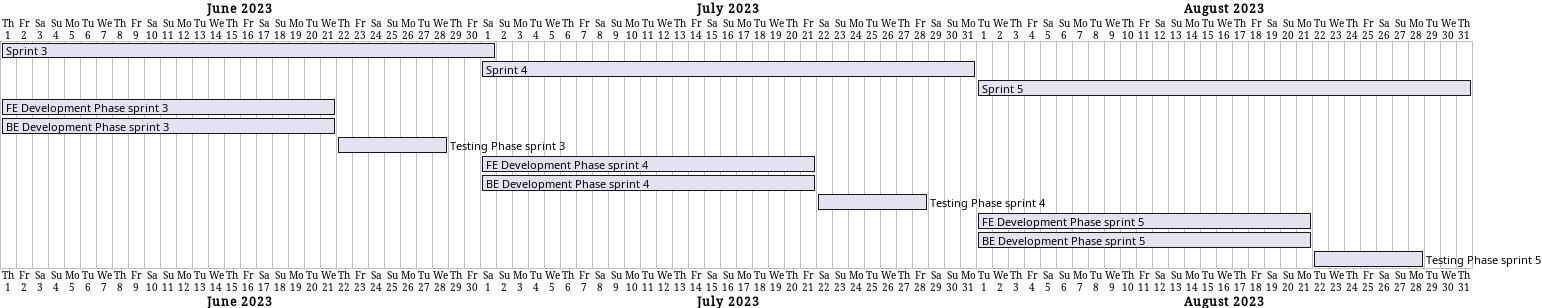 June 2023 July 2023 August 2023
Th Fr Sa Su Mo Tu We Th Fr Sa Su Mo Tu We Th Fr Sa Su Mo Tu We Th Fr Sa Su Mo Tu We Th Fr Sa Su Mo Tu We Th Fr Sa Su Mo Tu We Th Fr Sa Su Mo Tu We Th Fr Sa Su Mo Tu We Th Fr Sa Su Mo Tu We Th Fr Sa Su Mo Tu We Th Fr Sa Su Mo Tu We Th Fr Sa Su Mo Tu We Th Fr Sa Su Mo Tu We Th
1 2 3 4 5 6 7 8 9 10 11 12 13 14 15 16 17 18 19 20 21 22 23 24 25 26 27 28 29 30 1 2 3 4 5 6 7 8 9 10 11 12 13 14 15 16 17 18 19 20 21 22 23 24 25 26 27 28 29 30 31 1 2 3 4 5 6 7 8 9 10 11 12 13 14 15 16 17 18 19 20 21 22 23 24 25 26 27 28 29 30 31
Sprint 3
Sprint 4
Sprint 5
FE Development Phase sprint 3
BE Development Phase sprint 3
Testing Phase sprint 3
FE Development Phase sprint 4
BE Development Phase sprint 4
Testing Phase sprint 4
FE Development Phase sprint 5
BE Development Phase sprint 5
Testing Phase sprint 5
Th Fr Sa Su Mo Tu We Th Fr Sa Su Mo Tu We Th Fr Sa Su Mo Tu We Th Fr Sa Su Mo Tu We Th Fr Sa Su Mo Tu We Th Fr Sa Su Mo Tu We Th Fr Sa Su Mo Tu We Th Fr Sa Su Mo Tu We Th Fr Sa Su Mo Tu We Th Fr Sa Su Mo Tu We Th Fr Sa Su Mo Tu We Th Fr Sa Su Mo Tu We Th Fr Sa Su Mo Tu We Th
1 2 3 4 5 6 7 8 9 10 11 12 13 14 15 16 17 18 19 20 21 22 23 24 25 26 27 28 29 30 1 2 3 4 5 6 7 8 9 10 11 12 13 14 15 16 17 18 19 20 21 22 23 24 25 26 27 28 29 30 31 1 2 3 4 5 6 7 8 9 10 11 12 13 14 15 16 17 18 19 20 21 22 23 24 25 26 27 28 29 30 31
June 2023 July 2023 August 2023